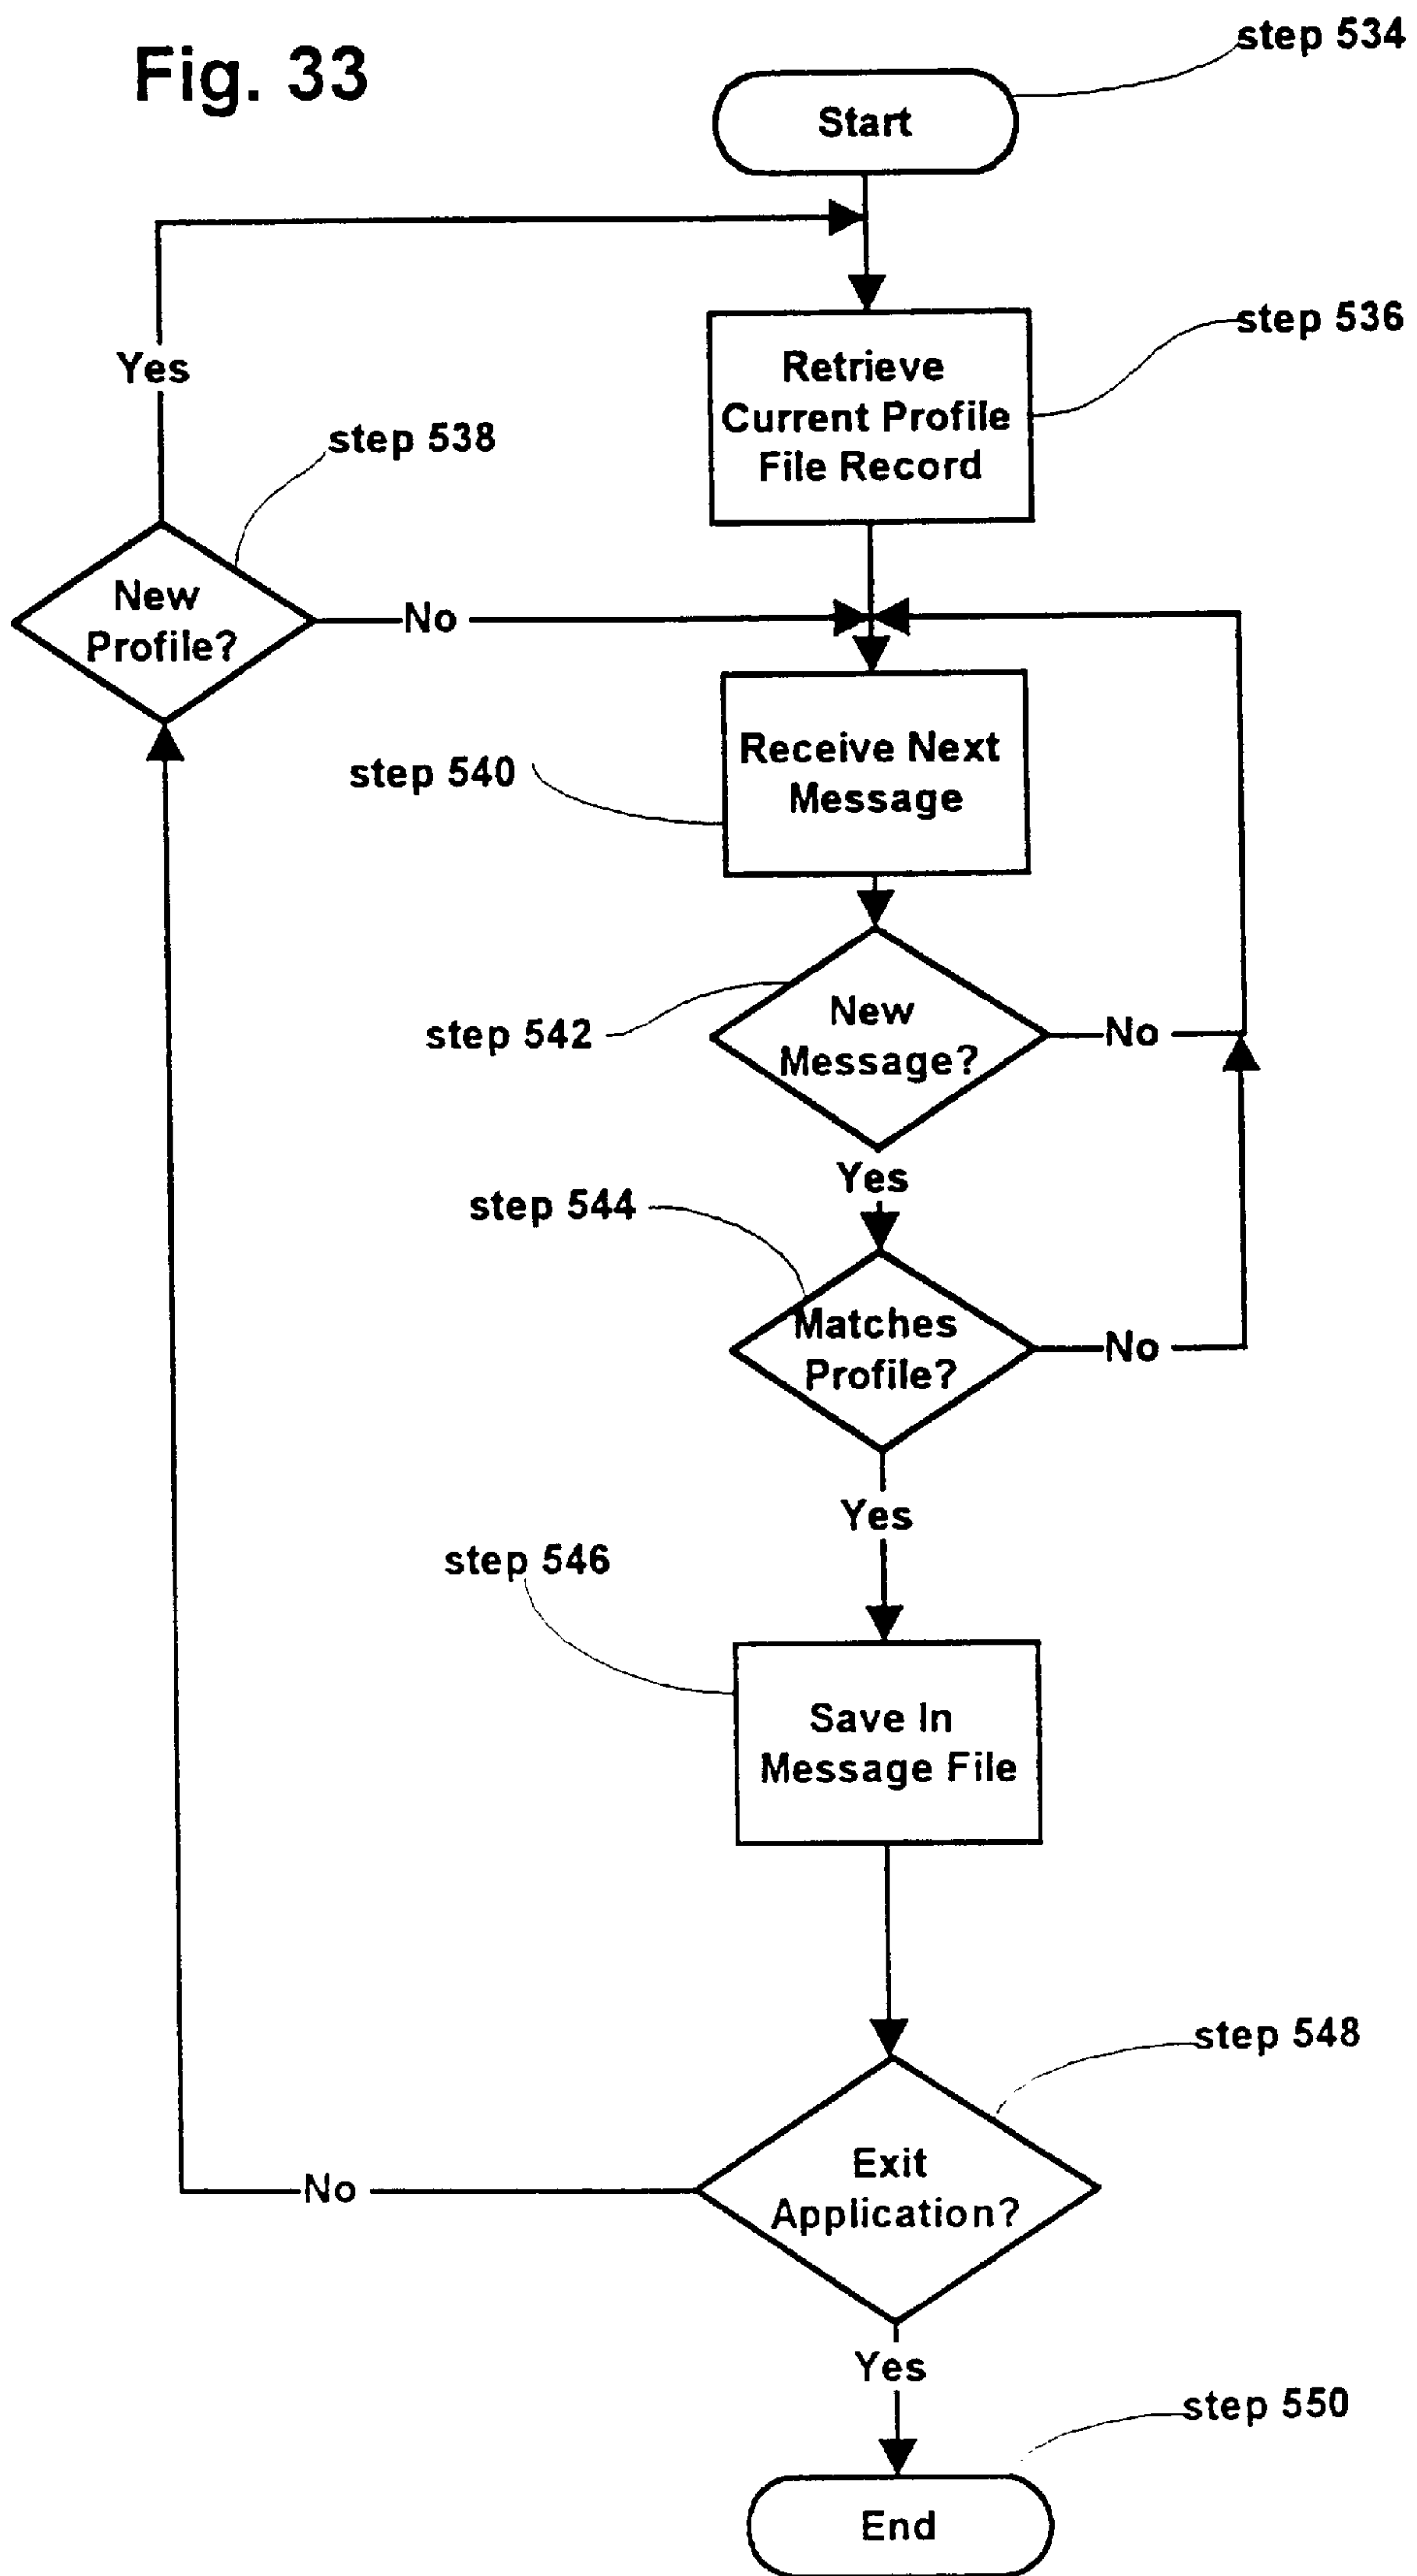 Fig. 33
step 534
Start
step 536
Retrieve
Current Profile
File Record
Yes
step 538
New
Profile?
No
Receive Next
Message
step 540
step 542
New
Message?
No
Yes
step 544
Matches
Profile?
No
Yes
step 546
Save In
Message File
step 548
Exit
Application?
No
Yes
step 550
End